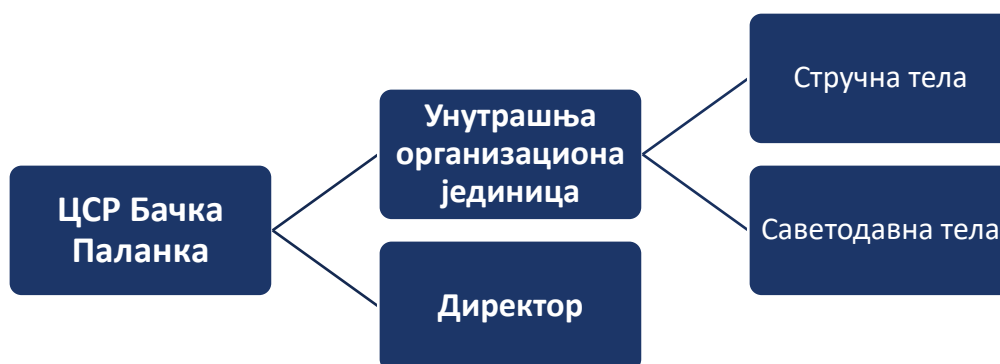 ЦСР Бачка
Паланка
Унутрашња
организациона
јединица
Директор
Стручна тела
Саветодавна тела